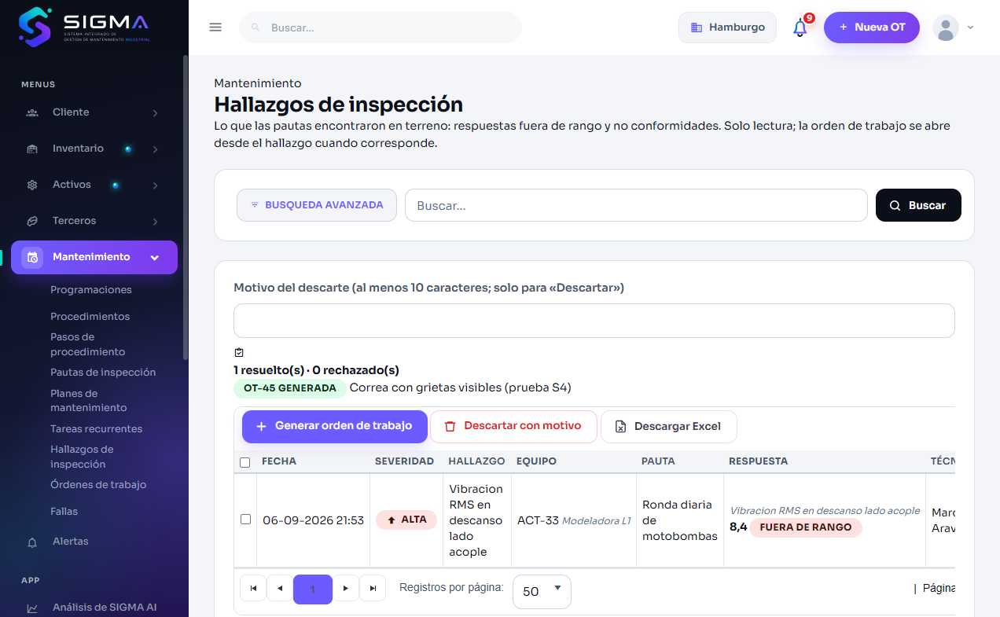 SIGMA
SISTEMA INTEGRADO DE
GESTION DE MANTENIMIENTO INDUSTRIAL
Buscar...
Hamburgo
9
+ Nueva OT
MENUS
Cliente
Inventario
Activos
Terceros
Mantenimiento
Programaciones
Procedimientos
Pasos de
procedimiento
Pautas de inspección
Planes de
mantenimiento
Tareas recurrentes
Hallazgos de
inspección
Órdenes de trabajo
Fallas
Alertas
APP
Análisis de SIGMA AI
Mantenimiento
Hallazgos de inspección
Lo que las pautas encontraron en terreno: respuestas fuera de rango y no conformidades. Solo lectura; la orden de trabajo se abre
desde el hallazgo cuando corresponde.
BUSQUEDA AVANZADA
Buscar...
Buscar
Motivo del descarte (al menos 10 caracteres; solo para «Descartar»)
1 resuelto(s) · 0 rechazado(s)
OT-45 GENERADA Correa con grietas visibles (prueba S4)
+ Generar orden de trabajo
Descartar con motivo
Descargar Excel
FECHA SEVERIDAD HALLAZGO EQUIPO PAUTA RESPUESTA TÉCN
06-09-2026 21:53
ALTA
Vibracion
RMS en
descanso
lado
acople
ACT-33 Modeladora L1
Ronda diaria
de
motobombas
Vibracion RMS en descanso lado acople
8,4 FUERA DE RANGO
Marc
Arav
1
Registros por página:
50
| Página